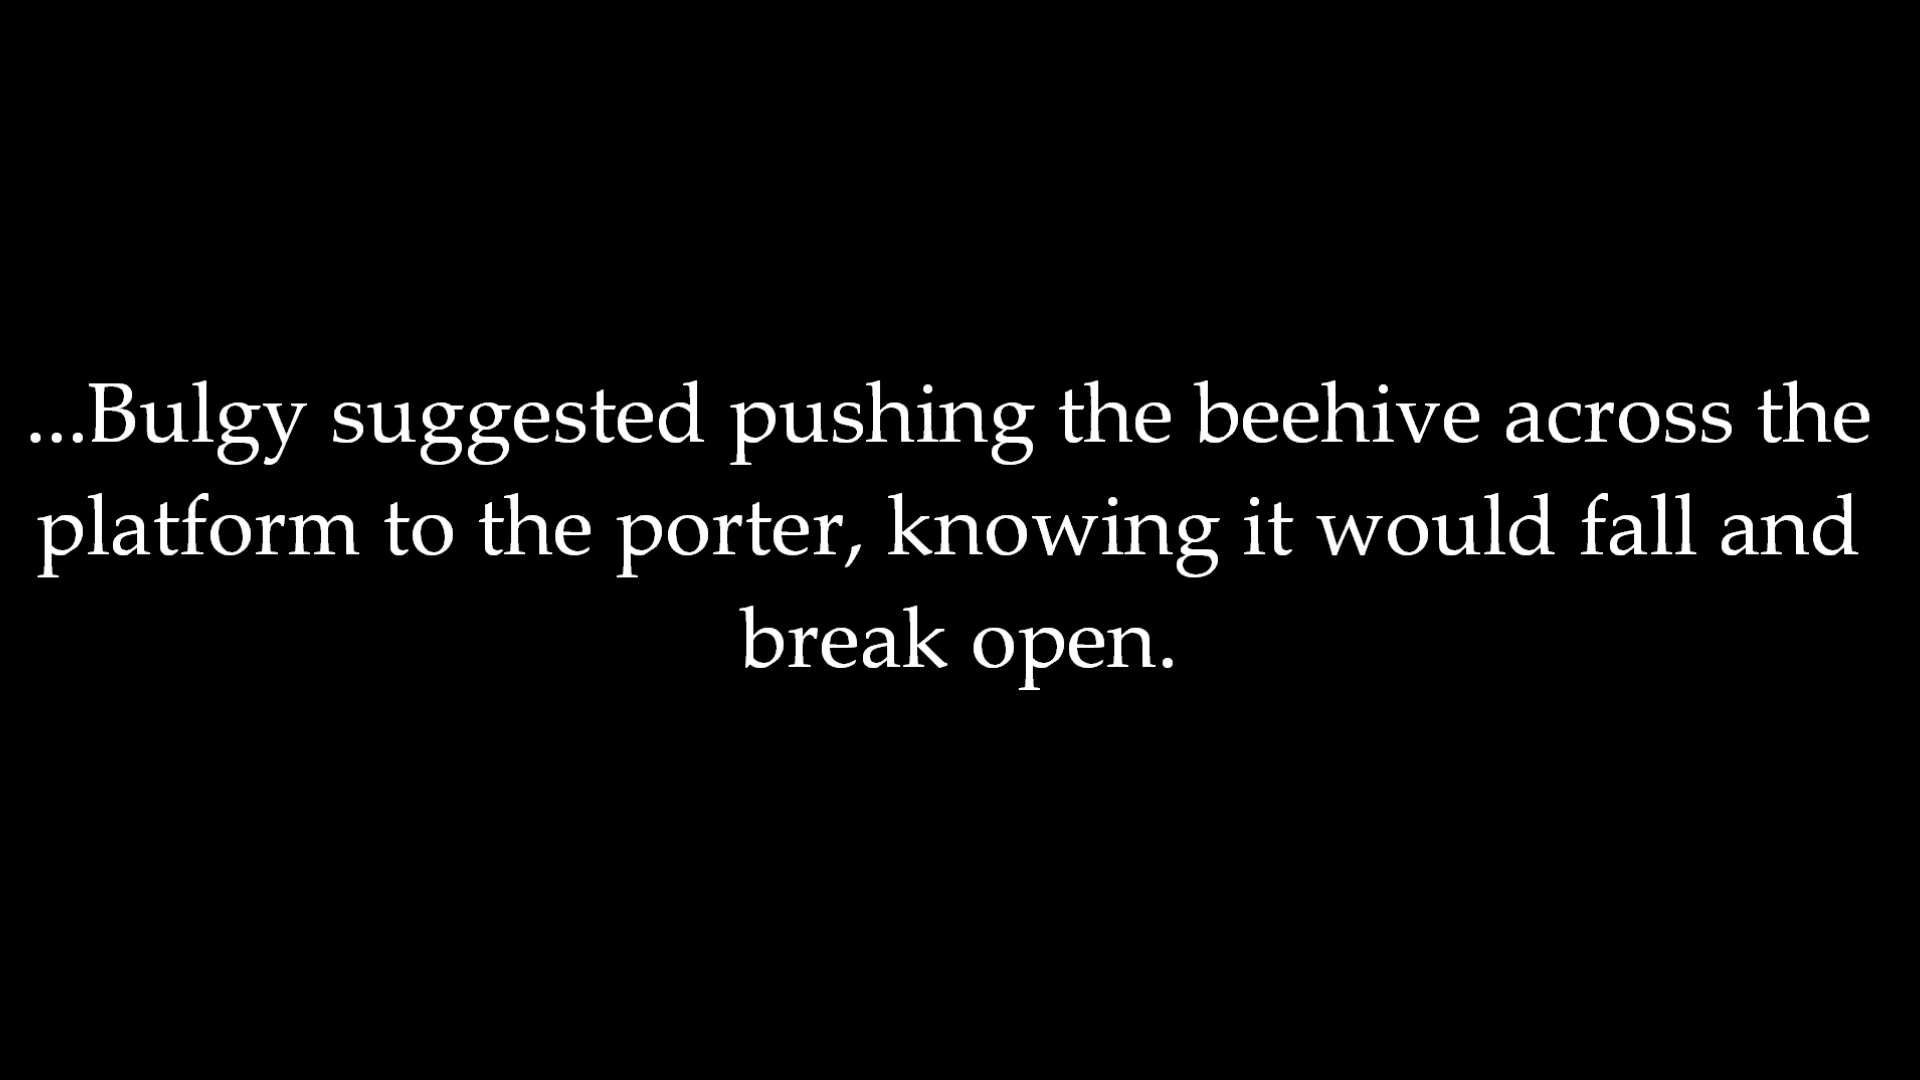 ...Bulgy suggested pushing the beehive across the
platform to the porter, knowing it would fall and
break open.